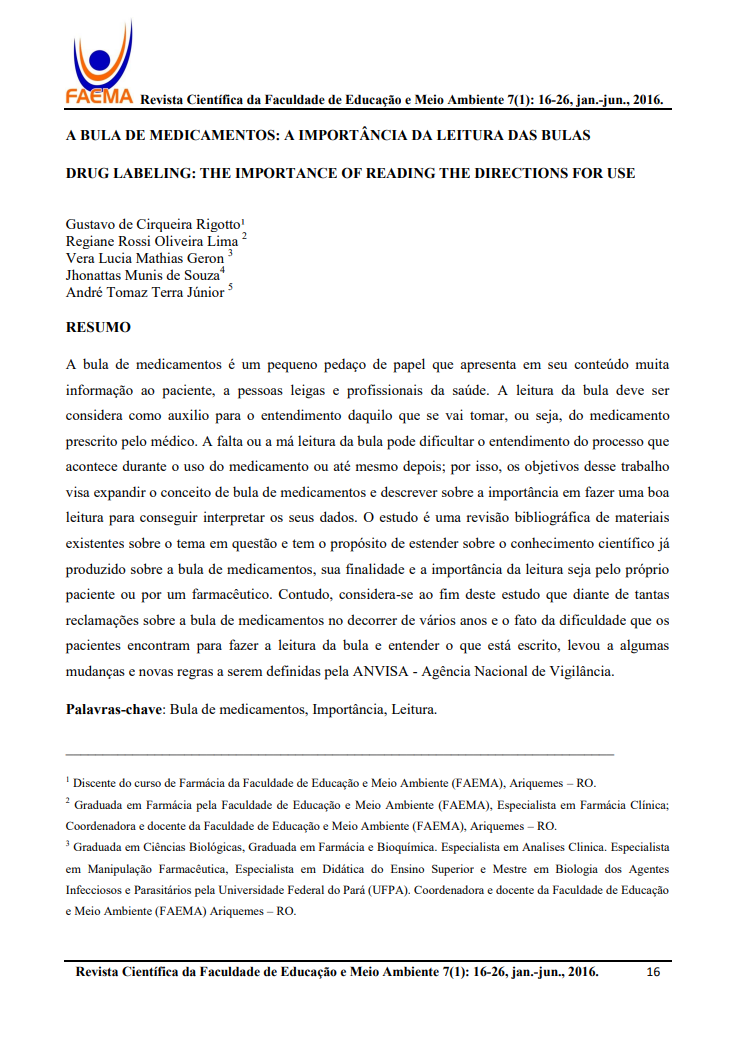 FAEMA Revista Científica da Faculdade de Educação e Meio Ambiente 7(1): 16-26, jan.-jun., 2016.
A BULA DE MEDICAMENTOS: A IMPORTÂNCIA DA LEITURA DAS BULAS
DRUG LABELING: THE IMPORTANCE OF READING THE DIRECTIONS FOR USE
Gustavo de Cirqueira Rigotto¹
Regiane Rossi Oliveira Lima ²
Vera Lucia Mathias Geron ³
Jhonattas Munis de Souza⁴
André Tomaz Terra Júnior ⁵
RESUMO
A bula de medicamentos é um pequeno pedaço de papel que apresenta em seu conteúdo muita
informação ao paciente, a pessoas leigas e profissionais da saúde. A leitura da bula deve ser
considera como auxilio para o entendimento daquilo que se vai tomar, ou seja, do medicamento
prescrito pelo médico. A falta ou a má leitura da bula pode dificultar o entendimento do processo que
acontece durante o uso do medicamento ou até mesmo depois; por isso, os objetivos desse trabalho
visa expandir o conceito de bula de medicamentos e descrever sobre a importância em fazer uma boa
leitura para conseguir interpretar os seus dados. O estudo é uma revisão bibliográfica de materiais
existentes sobre o tema em questão e tem o propósito de estender sobre o conhecimento científico já
produzido sobre a bula de medicamentos, sua finalidade e a importância da leitura seja pelo próprio
paciente ou por um farmacêutico. Contudo, considera-se ao fim deste estudo que diante de tantas
reclamações sobre a bula de medicamentos no decorrer de vários anos e o fato da dificuldade que os
pacientes encontram para fazer a leitura da bula e entender o que está escrito, levou a algumas
mudanças e novas regras a serem definidas pela ANVISA - Agência Nacional de Vigilância.
Palavras-chave: Bula de medicamentos, Importância, Leitura.
¹ Discente do curso de Farmácia da Faculdade de Educação e Meio Ambiente (FAEMA), Ariquemes – RO.
² Graduada em Farmácia pela Faculdade de Educação e Meio Ambiente (FAEMA), Especialista em Farmácia Clínica;
Coordenadora e docente da Faculdade de Educação e Meio Ambiente (FAEMA), Ariquemes – RO.
³ Graduada em Ciências Biológicas, Graduada em Farmácia e Bioquímica. Especialista em Analises Clinica. Especialista
em Manipulação Farmacêutica, Especialista em Didática do Ensino Superior e Mestre em Biologia dos Agentes
Infecciosos e Parasitários pela Universidade Federal do Pará (UFPA). Coordenadora e docente da Faculdade de Educação
e Meio Ambiente (FAEMA) Ariquemes – RO.
Revista Científica da Faculdade de Educação e Meio Ambiente 7(1): 16-26, jan.-jun., 2016. 16